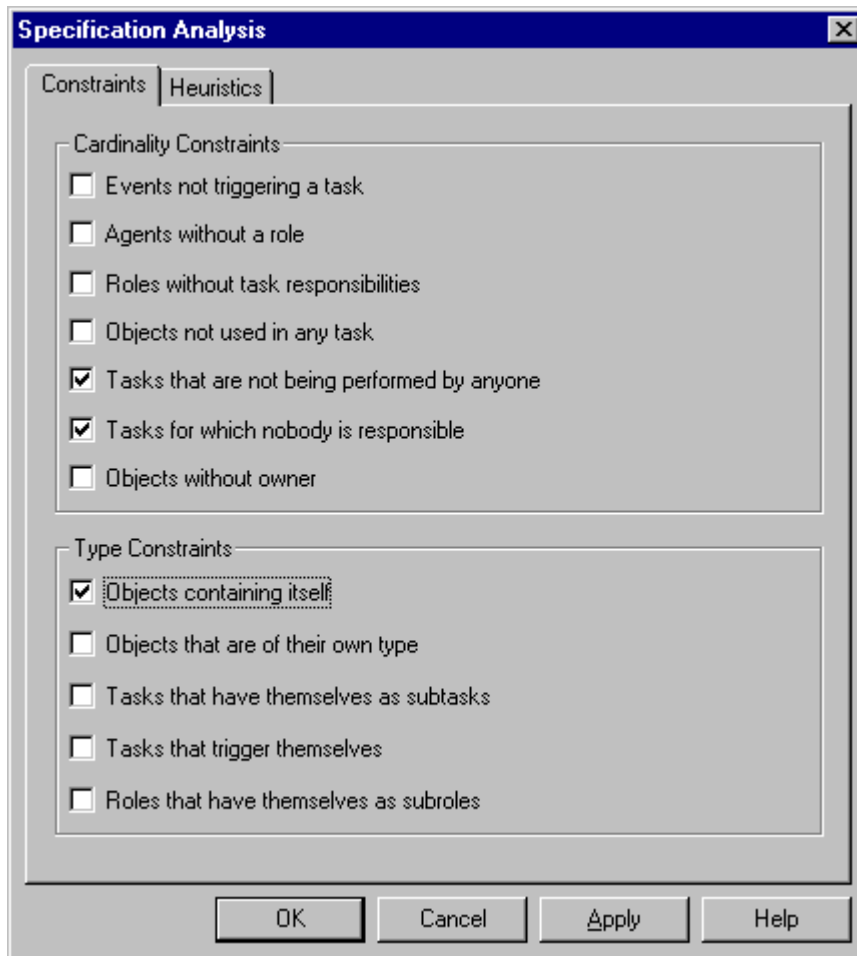 Specification Analysis
Constraints
Heuristics
Cardinality Constraints
Events not triggering a task
Agents without a role
Roles without task responsibilities
Objects not used in any task
Tasks that are not being performed by anyone
Tasks for which nobody is responsible
Objects without owner
Type Constraints
Objects containing itself
Objects that are of their own type
Tasks that have themselves as subtasks
Tasks that trigger themselves
Roles that have themselves as subroles
OK
Cancel
Apply
Help